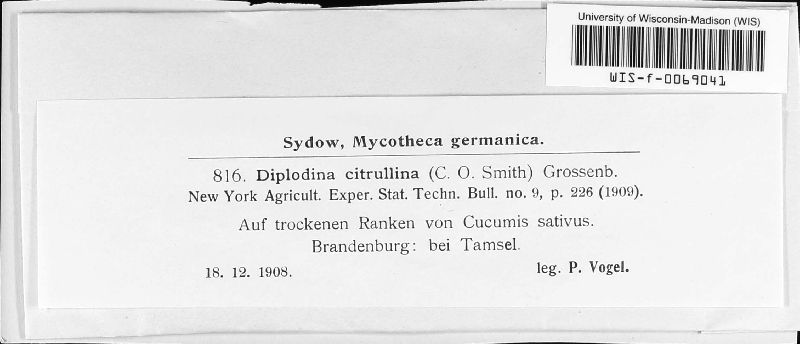 University of Wisconsin-Madison (WIS)
WIS-f-0069041
Sydow, Mycotheca germanica.
816. Diplodina citrullina (C. O. Smith) Grossenb.
New York Agricult. Exper. Stat. Techn. Bull. no. 9, p. 226 (1909).
Auf trockenen Ranken von Cucumis sativus.
Brandenburg: bei Tamsel.
18. 12. 1908.
leg. P. Vogel.